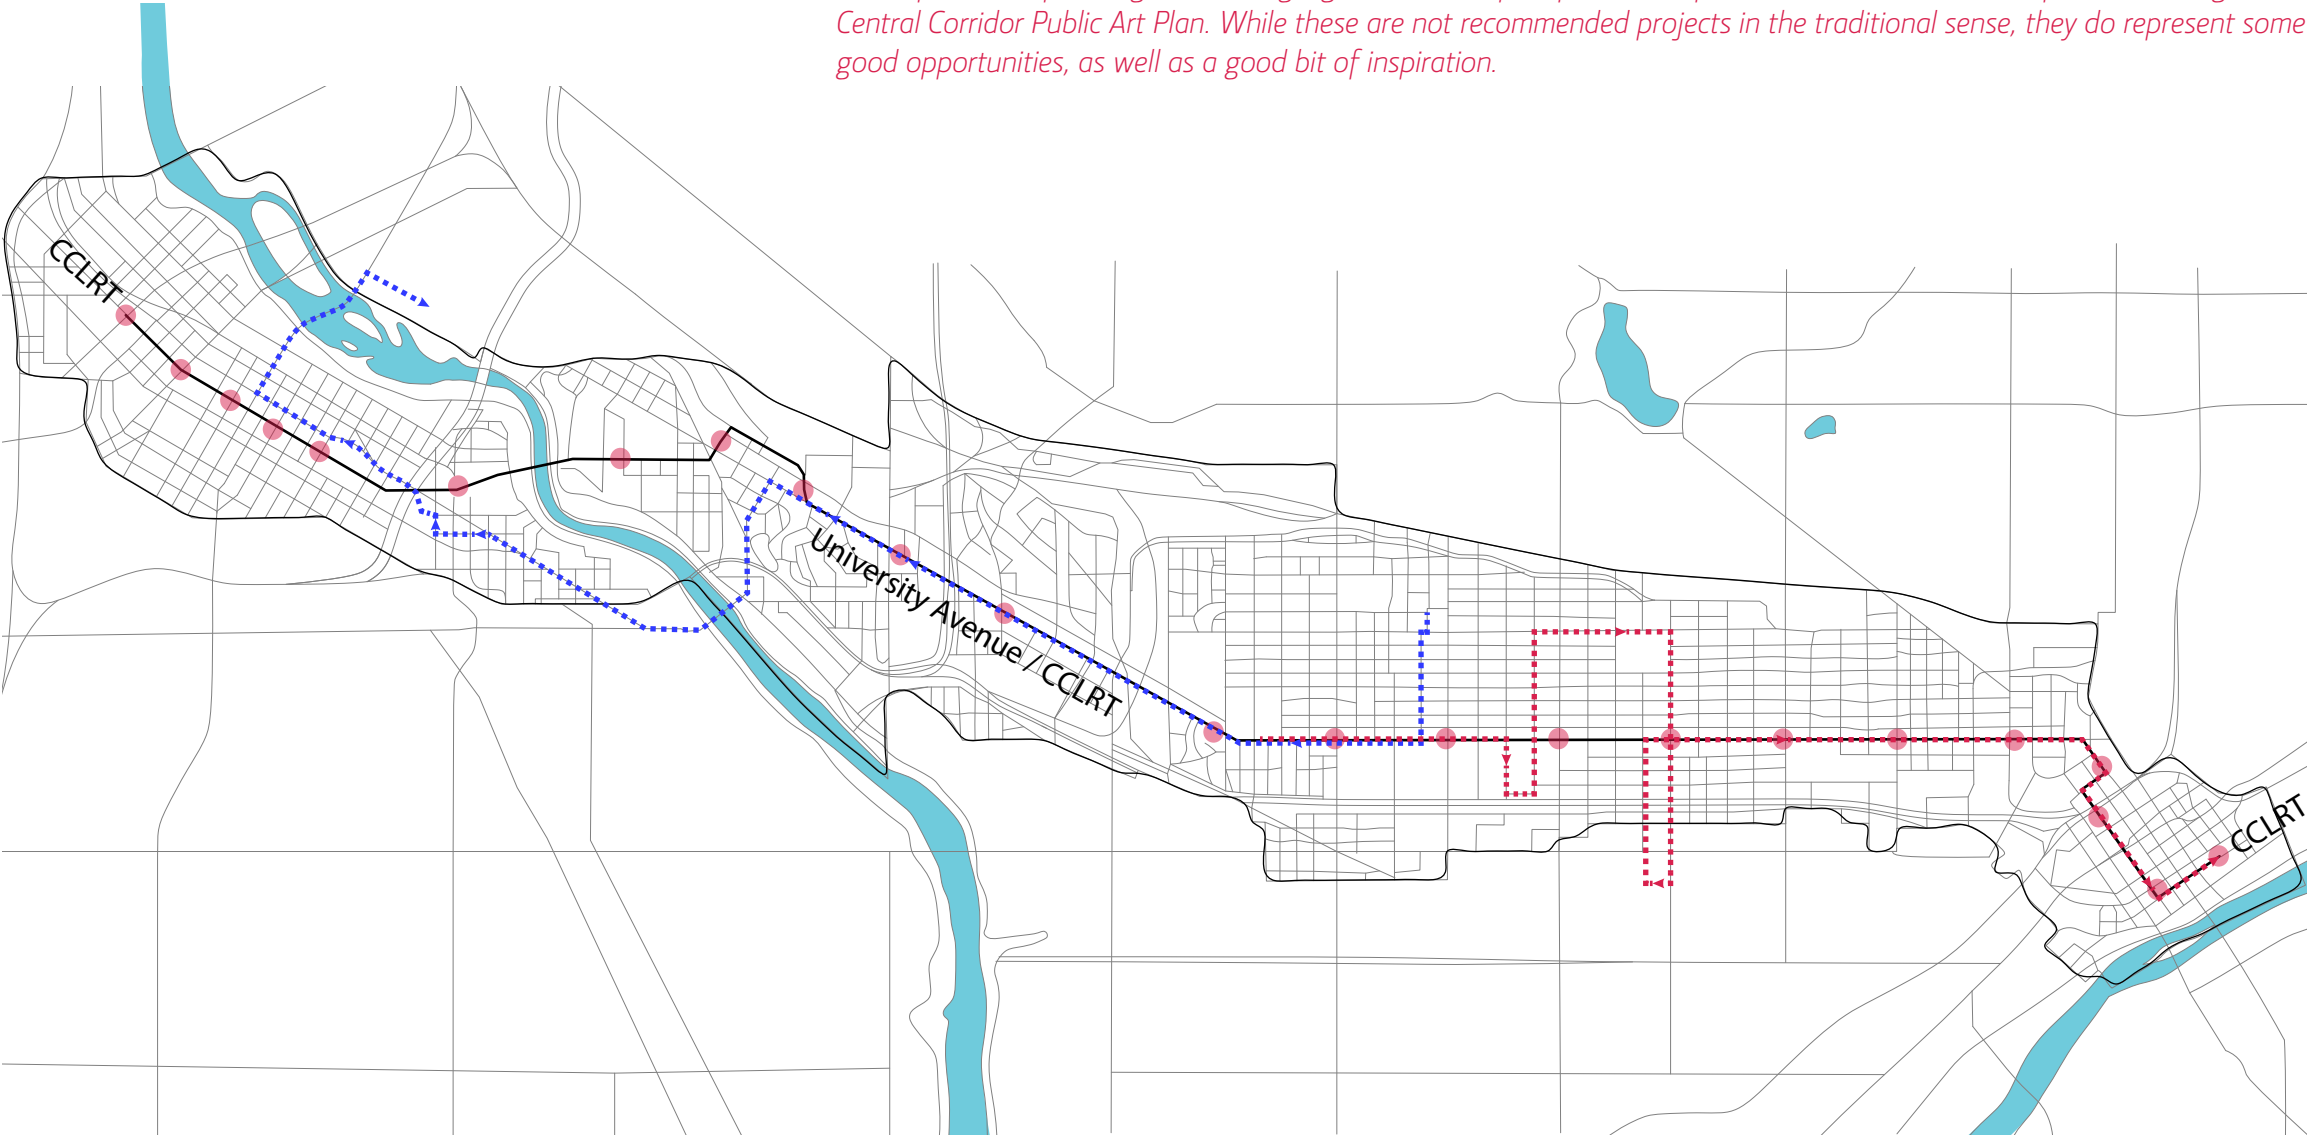 Central Corridor Public Art Plan. While these are not recommended projects in the traditional sense, they do represent some
good opportunities, as well as a good bit of inspiration.
CCLRT
University Avenue / CCLRT
CCLRT